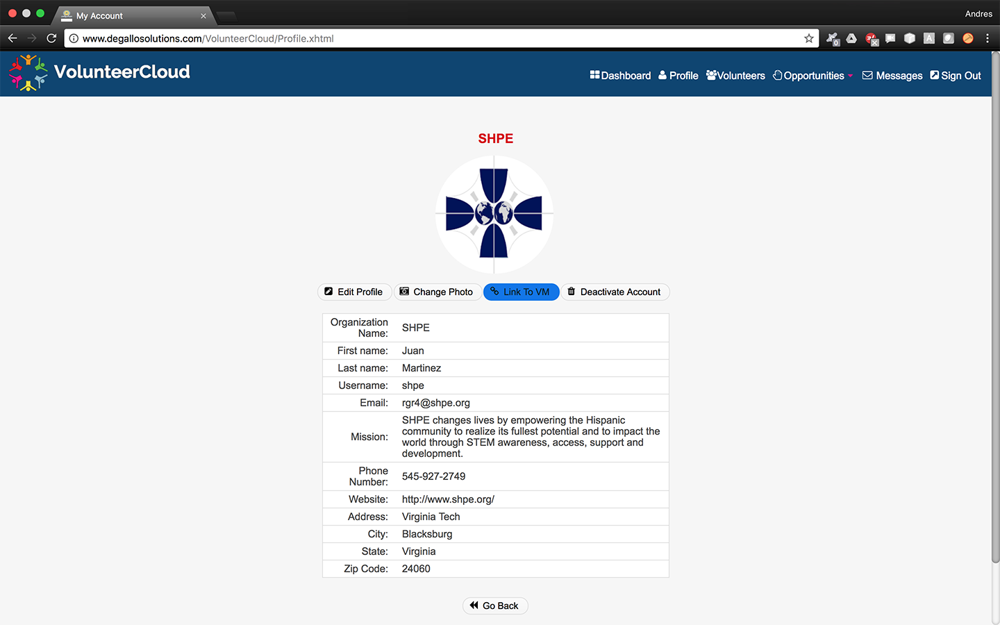 My Account
Andres
www.degallosolutions.com/VolunteerCloud/Profile.xhtml
VolunteerCloud
Dashboard Profile Volunteers Opportunities Messages Sign Out
SHPE
Edit Profile Change Photo Link To VM Deactivate Account
Organization
Name: SHPE
First name: Juan
Last name: Martinez
Username: shpe
Email: rgr4@shpe.org
Mission: SHPE changes lives by empowering the Hispanic
community to realize its fullest potential and to impact the
world through STEM awareness, access, support and
development.
Phone
Number: 545-927-2749
Website: http://www.shpe.org/
Address: Virginia Tech
City: Blacksburg
State: Virginia
Zip Code: 24060
Go Back